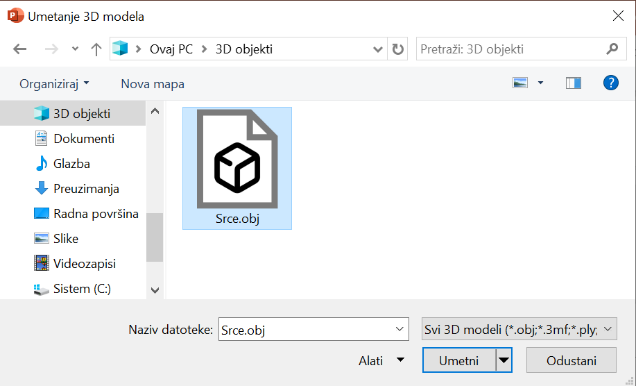 Umetanje 3D modela
Ovaj PC > 3D objekti
Pretraži: 3D objekti
Organiziraj
Nova mapa
3D objekti
Dokumenti
Glazba
Preuzimanja
Radna površina
Slike
Videozapisi
Sistem (C:)
Srce.obj
Naziv datoteke: Srce.obj
Svi 3D modeli (*.obj;*.3mf;*.ply;
Alati
Umetni
Odustani